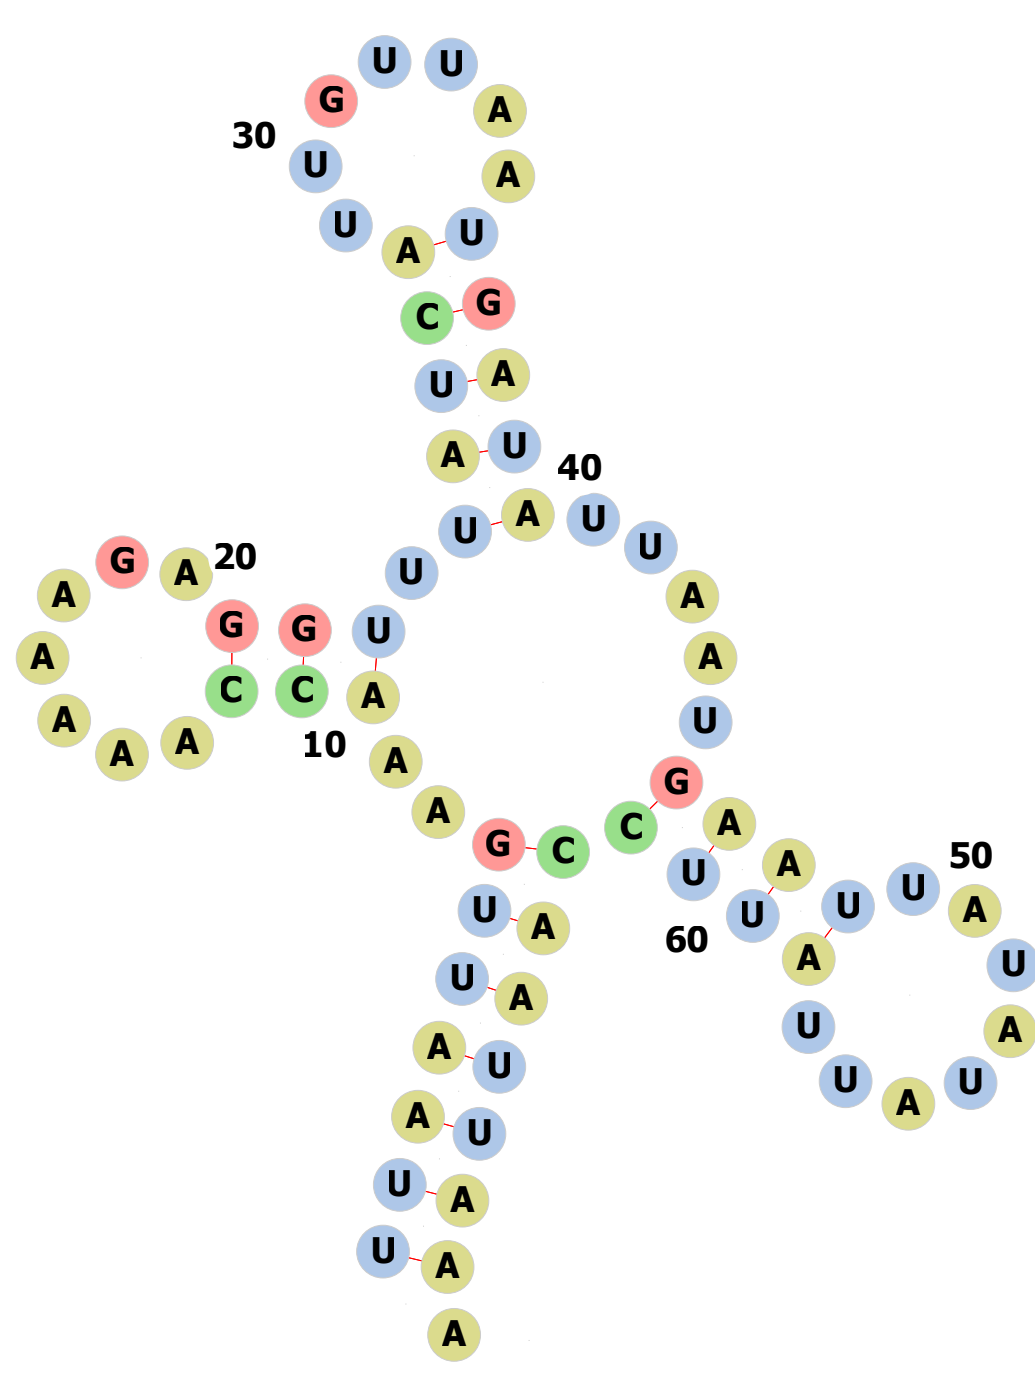 U U
G A
30
U A
U A U
C G
U A
A U
40
U A U U
A G A 20 U A
A G G U A
A C C A U
A A A 10 A G
A C A
G C U A 50
U A U U U A
60 A U
U A U A
A U U A U
A U
U A
U A
A